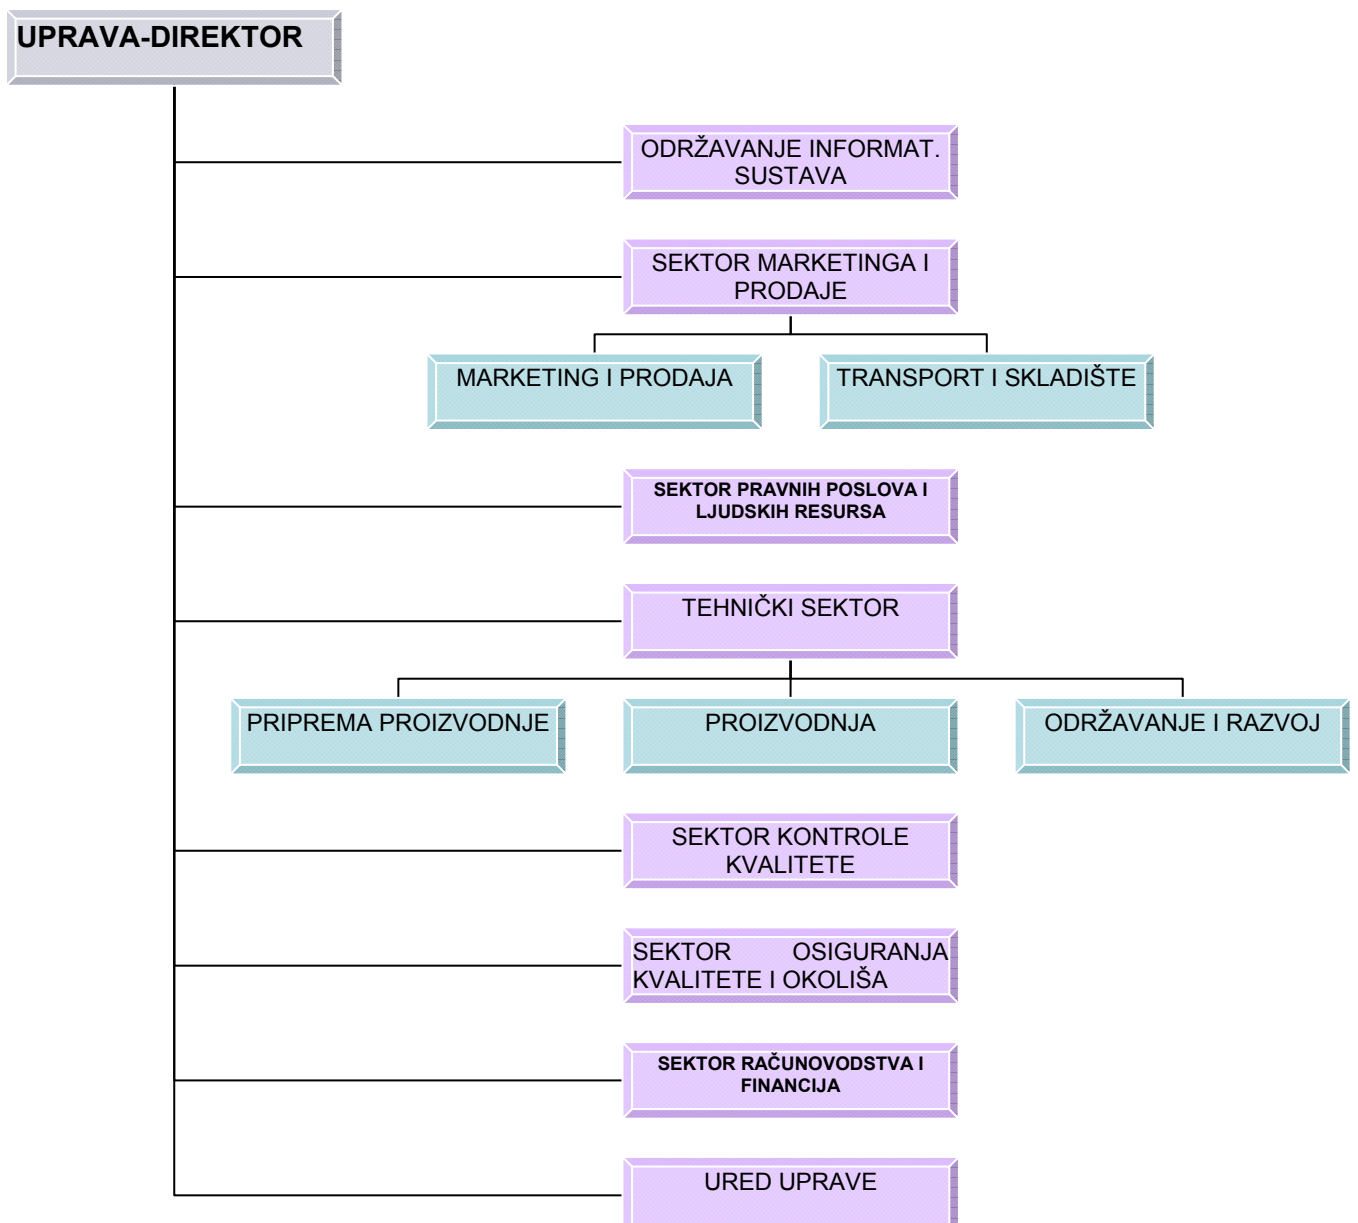 UPRAVA-DIREKTOR
ODRŽAVANJE INFORMAT.
SUSTAVA
SEKTOR MARKETINGA I
PRODAJE
MARKETING I PRODAJA
TRANSPORT I SKLADIŠTE
SEKTOR PRAVNIH POSLOVA I
LJUDSKIH RESURSA
TEHNIČKI SEKTOR
PRIPREMA PROIZVODNJE
PROIZVODNJA
ODRŽAVANJE I RAZVOJ
SEKTOR KONTROLE
KVALITETE
SEKTOR OSIGURANJA
KVALITETE I OKOLIŠA
SEKTOR RAČUNOVODSTVA I
FINANCIJA
URED UPRAVE